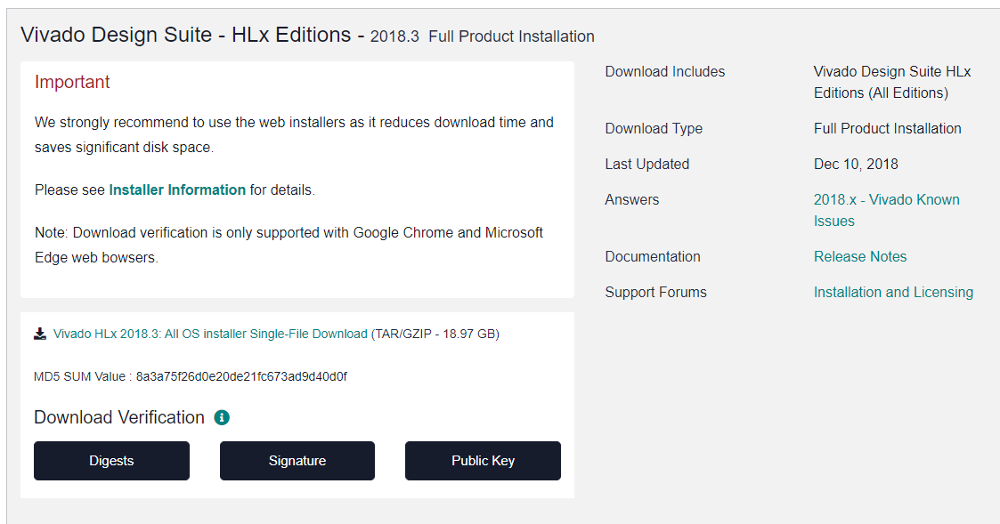 Vivado Design Suite - HLx Editions - 2018.3 Full Product Installation
Important
We strongly recommend to use the web installers as it reduces download time and
saves significant disk space.
Please see Installer Information for details.
Note: Download verification is only supported with Google Chrome and Microsoft
Edge web bowsers.
Vivado HLx 2018.3: All OS installer Single-File Download (TAR/GZIP - 18.97 GB)
MD5 SUM Value : 8a3a75f26d0e20de21fc673ad9d40d0f
Download Verification
Digests
Signature
Public Key
Download Includes
Vivado Design Suite HLx
Editions (All Editions)
Download Type
Full Product Installation
Last Updated
Dec 10, 2018
Answers
2018.x - Vivado Known
Issues
Documentation
Release Notes
Support Forums
Installation and Licensing